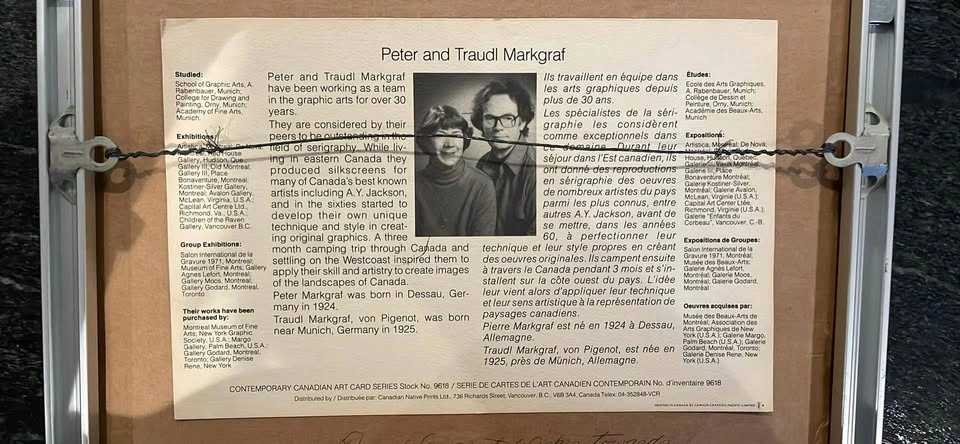 Peter and Traudl Markgraf
Studied:
School of Graphic Arts, A.
Rabenbauer, Munich;
College for Drawing and
Painting, Orny, Munich;
Academy of Fine Arts,
Munich
Exhibitions:
House
Gallery, Hudson, Que.;
Gallery III, Old Montreal;
Gallery III, Place
Bonaventure, Montreal;
Kostiner-Silver Gallery,
Montreal; Avalon Gallery,
McLean, Virginia, U.S.A.;
Capital Art Centre Ltd.,
Richmond, Va., U.S.A.;
Children of the Raven
Gallery, Vancouver B.C.
Group Exhibitions:
Salon International de la
Gravure 1971, Montreal;
Museum of Fine Art; Gallery
Agnes Lefort, Montreal;
Gallery Moos, Montreal;
Gallery Godard, Montreal,
Toronto
Their works have been
purchased by:
Montreal Museum of Fine
Arts; New York Graphic
Society, U.S.A.; Margo
Gallery, Palm Beach, U.S.A.;
Gallery Godard, Montreal,
Toronto; Gallery Denise
Rene, New York
Peter and Traudl Markgraf
have been working as a team
in the graphic arts for over 30
years.
They are considered by their
peers to be outstanding in the
field of serigraphy. While liv-
ing in eastern Canada they
produced silkscreens for
many of Canada's best known
artists including A.Y. Jackson,
and in the sixties started to
develop their own unique
technique and style in creat-
ing original graphics. A three
month camping trip through Canada and
settling on the Westcoast inspired them to
apply their skill and artistry to create images
of the landscapes of Canada.
Peter Markgraf was born in Dessau, Ger-
many in 1924.
Traudl Markgraf, von Pigenot, was born
near Munich, Germany in 1925.
Ils travaillent en équipe dans
les arts graphiques depuis
plus de 30 ans.
Les spécialistes de la séri-
graphie les considèrent
comme exceptionnels dans
ce domaine. Durant leur
séjour dans l'Est canadien, ils
ont donné des reproductions
en sérigraphie des oeuvres
de nombreux artistes du pays
parmi les plus connus, entre
autres A.Y. Jackson, avant de
se mettre, dans les années
60, à perfectionner leur
technique et leur style propres en créant
des oeuvres originales. Ils campent ensuite
à travers le Canada pendant 3 mois et s'in-
stallent sur la côte ouest du pays. L'idée
leur vient alors d'appliquer leur technique
et leur sens artistique à la représentation de
paysages canadiens.
Pierre Markgraf est né en 1924 à Dessau,
Allemagne.
Traudl Markgraf, von Pigenot, est née en
1925, près de Münich, Allemagne.
Études:
Ecole des Arts Graphiques,
A. Rabenbauer, Munich;
Collège de Dessin et
Peinture, Orny, Munich;
Académie des Beaux-Arts,
Munich
Expositions:
Artistica, Montreal; De Nova,
House, Hudson, Québec;
Galerie III, Vieux Montréal;
Galerie III, Place
Bonaventure Montréal;
Galerie Kostiner-Silver,
Montréal; Galerie Avalon,
McLean, Virginia (U.S.A.);
Capital Art Center Ltée,
Richmond, Virginia (U.S.A.);
Galerie "Enfants du
Corbeau", Vancouver, C.-B.
Expositions de Groupes:
Salon International de la
Gravure 1971, Montréal;
Musée des Beaux-Arts;
Galerie Agnès Lefort,
Montréal; Galerie Moos,
Montréal; Galerie Godard,
Montréal
Oeuvres acquises par:
Musée des Beaux-Arts de
Montréal; Association des
Arts Graphiques de New
York (U.S.A.); Galerie Margo,
Palm Beach (U.S.A.); Galerie
Godard, Montréal, Toronto;
Galerie Denise Rene, New
York (U.S.A.)
CONTEMPORARY CANADIAN ART CARD SERIES Stock No. 9618 / SERIE DE CARTES DE L'ART CANADIEN CONTEMPORAIN No. d'inventaire 9618
Distributed by / Distribuée par: Canadian Native Prints Ltd., 736 Richards Street, Vancouver, B.C., V6B 3A4, Canada Telex: 04-352848-VCR